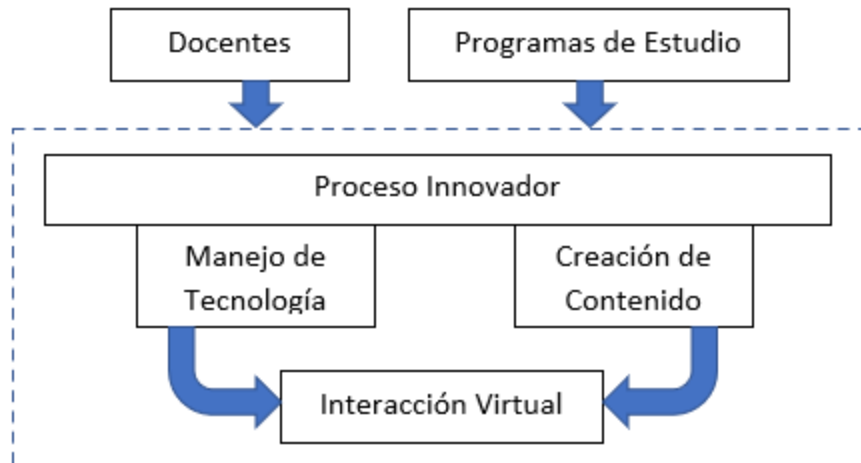 Docentes
Programas de Estudio
Proceso Innovador
Manejo de
Tecnología
Creación de
Contenido
Interacción Virtual